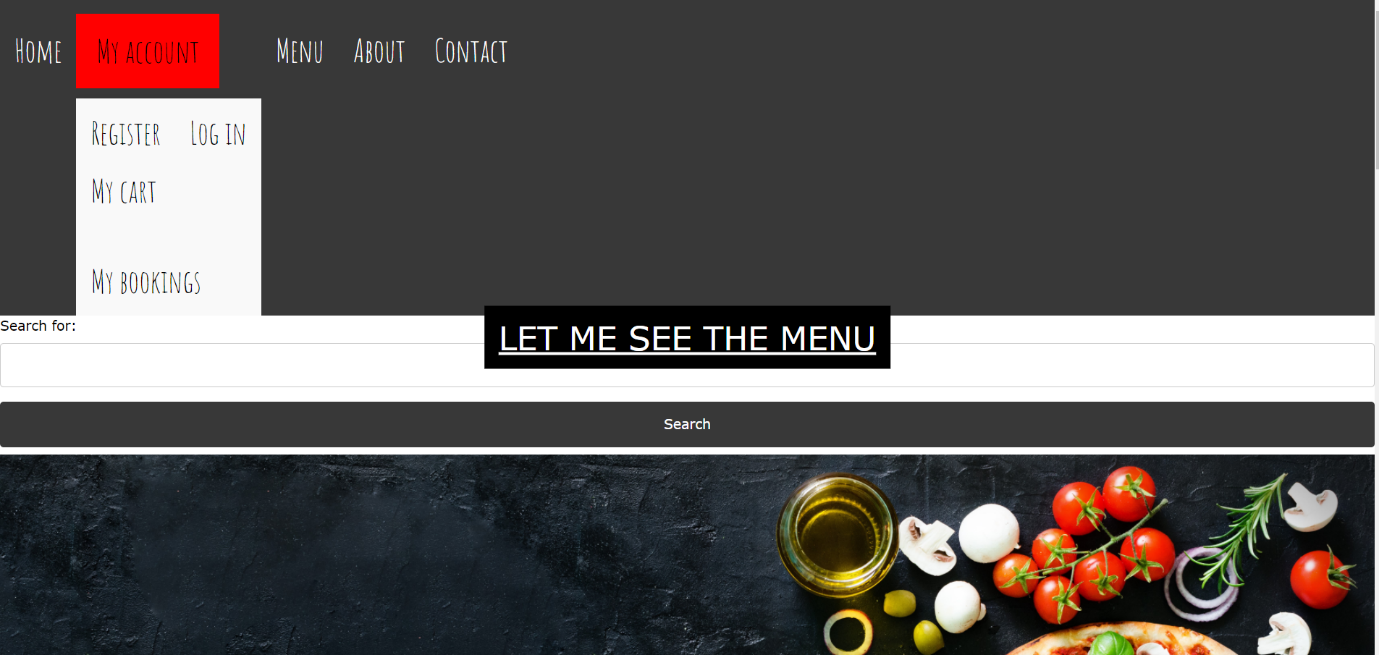 Home My account Menu About Contact
Register Log in
My cart
My bookings
Search for:
LET ME SEE THE MENU
Search